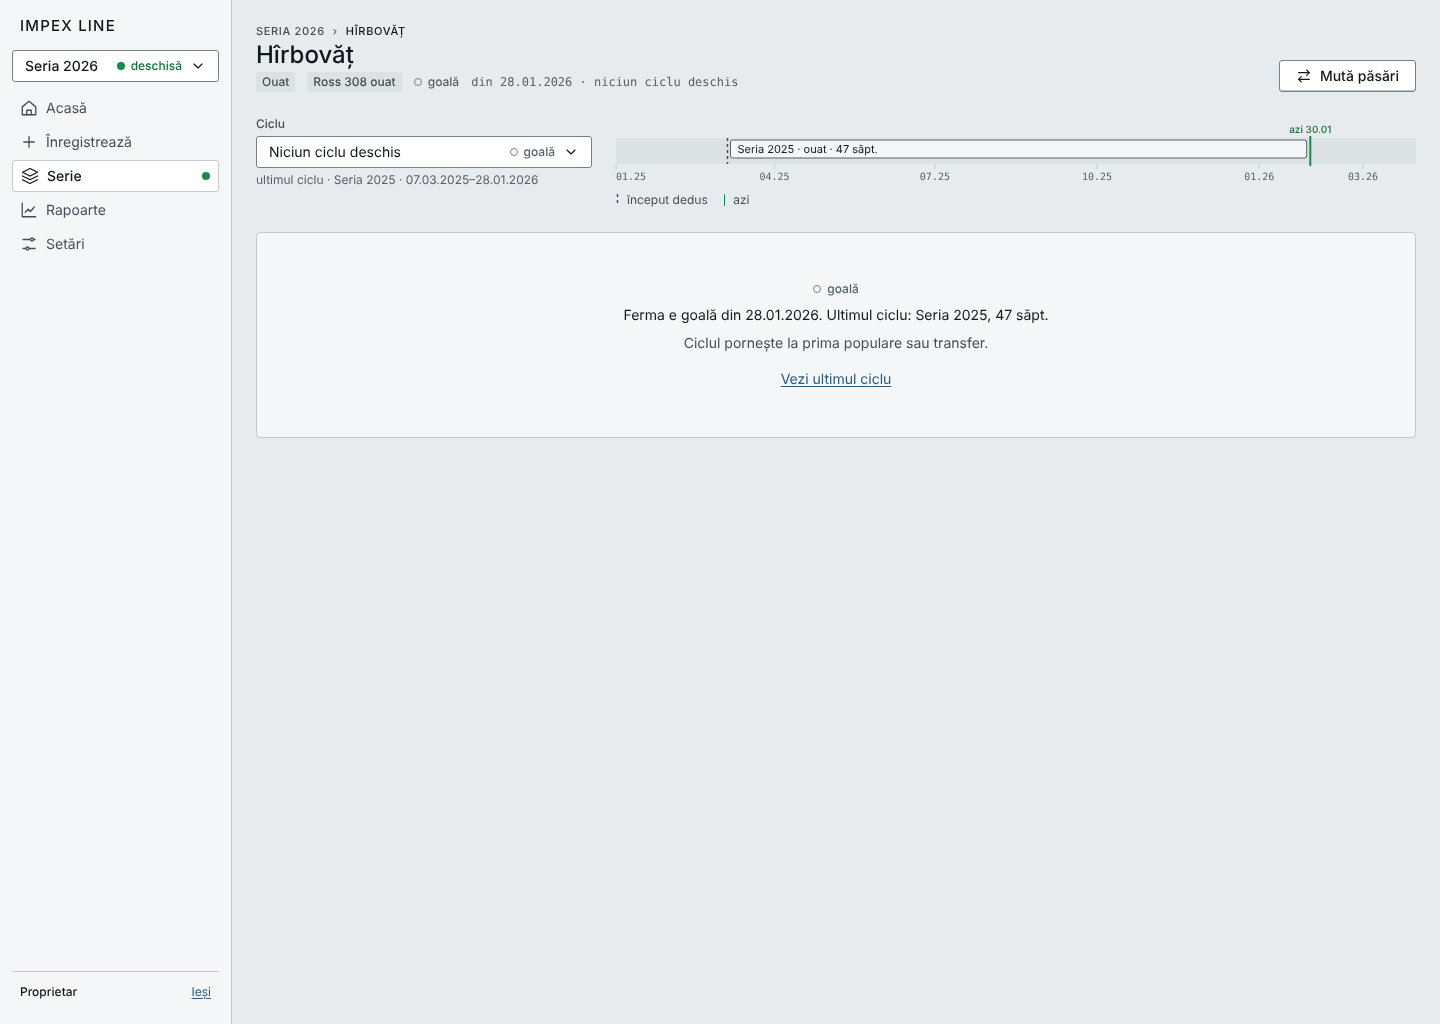 IMPEX LINE
Seria 2026 deschisă
Acasă
Înregistrează
Serie
Rapoarte
Setări
Proprietar Ieși
SERIA 2026 › HÎRBOVĂȚ
Hîrbovăț
Ouat Ross 308 ouat goală din 28.01.2026 · niciun ciclu deschis
Mută păsări
Ciclu
Niciun ciclu deschis goală
ultimul ciclu · Seria 2025 · 07.03.2025–28.01.2026
azi 30.01
Seria 2025 · ouat · 47 săpt.
01.25 04.25 07.25 10.25 01.26 03.26
început dedus azi
goală
Ferma e goală din 28.01.2026. Ultimul ciclu: Seria 2025, 47 săpt.
Ciclul pornește la prima populare sau transfer.
Vezi ultimul ciclu